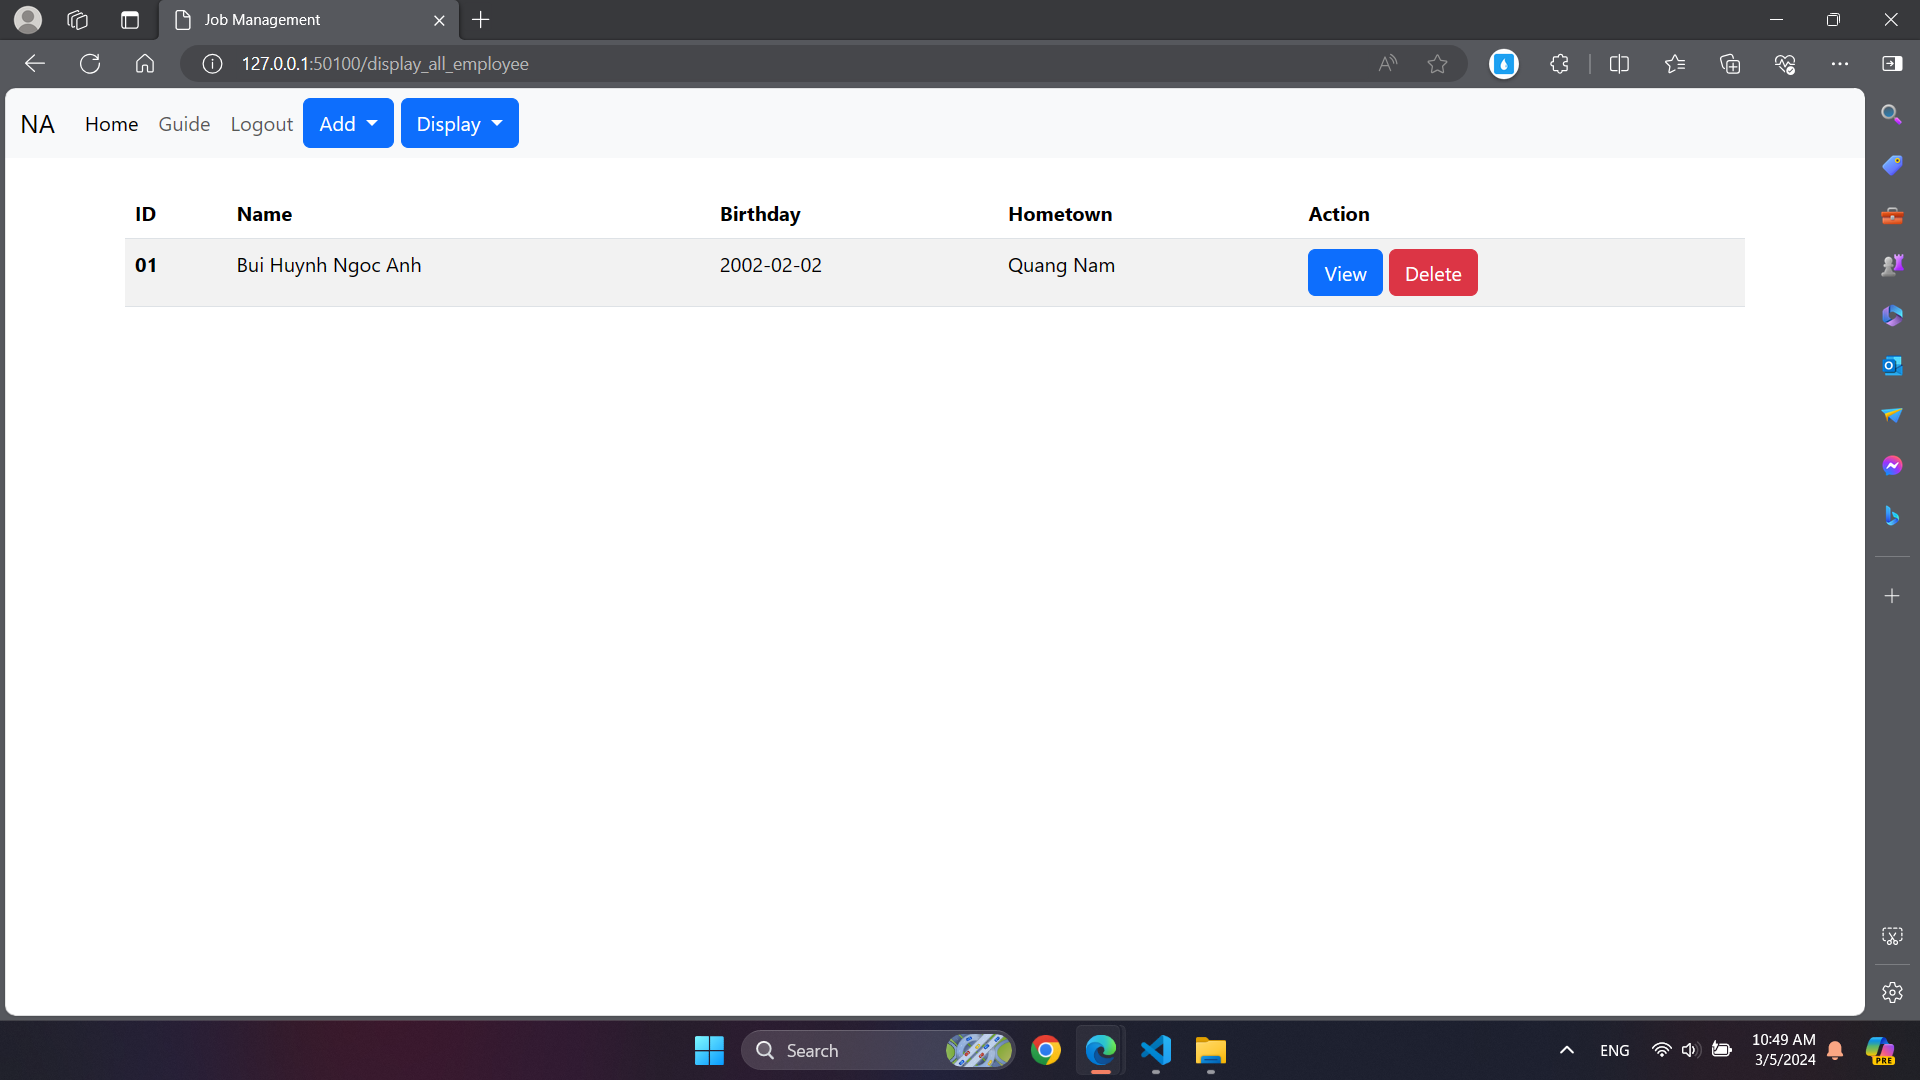 Job Management
127.0.0.1:50100/display_all_employee
NA Home Guide Logout Add Display
ID Name Birthday Hometown Action
01 Bui Huynh Ngoc Anh 2002-02-02 Quang Nam View Delete
Search
ENG
10:49 AM
3/5/2024
PRE